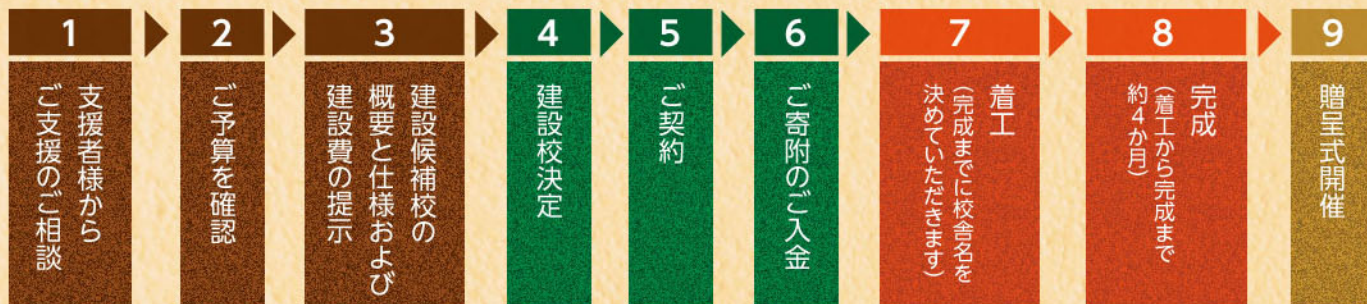 1
支援者様から
ご支援のご相談
2
ご予算を確認
3
建設候補校の
概要と仕様および
建設費の提示
4
建設校決定
5
ご契約
6
ご寄附のご入金
7
着工
(完成までに校舎名を
決めていただきます)
8
完成
(着工から完成まで
約4か月)
9
贈呈式開催